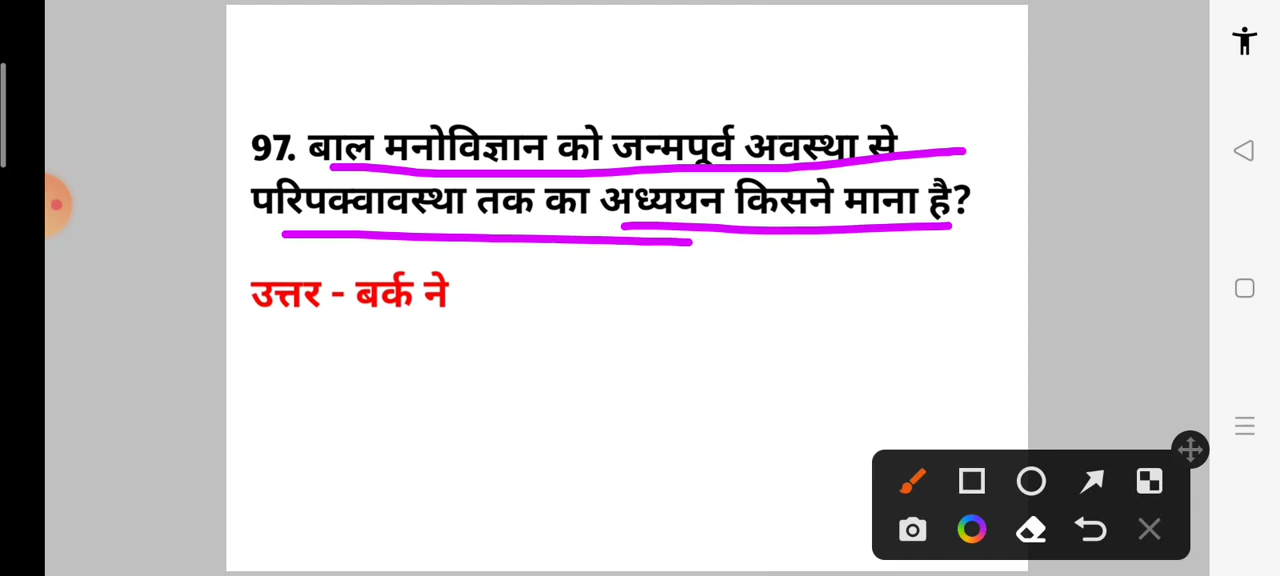 97. बाल मनोविज्ञान को जन्मपूर्व अवस्था से
परिपक्वावस्था तक का अध्ययन किसने माना है?
उत्तर - बर्क ने